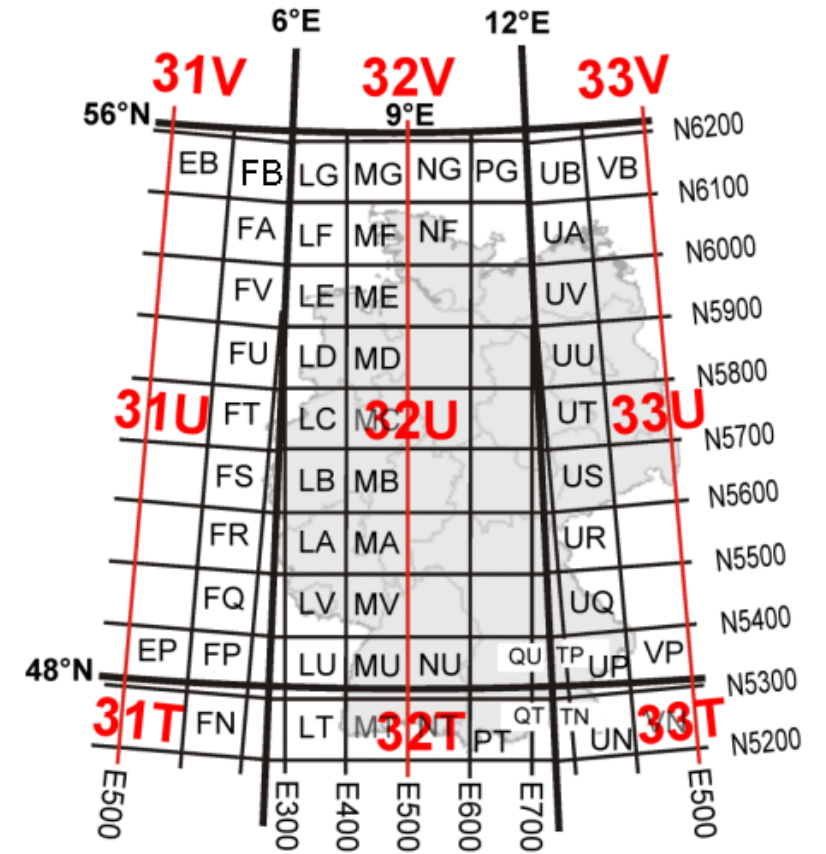 6°E 12°E
31V 32V 33V
56°N 9°E N6200
EB FB LG MG NG PG UB VB
N6100
FA LF MF NF UA
N6000
FV LE ME UV
N5900
FU LD MD UU
N5800
31U FT LC MC 32U UT 33U
N5700
FS LB MB US
N5600
FR LA MA UR
N5500
FQ LV MV UQ
N5400
EP FP LU MU NU QU TP UP VP
48°N N5300
31T FN LT MT 32T NT PT QT TN UN 33T VN
N5200
E500 E300 E400 E500 E600 E700 E500